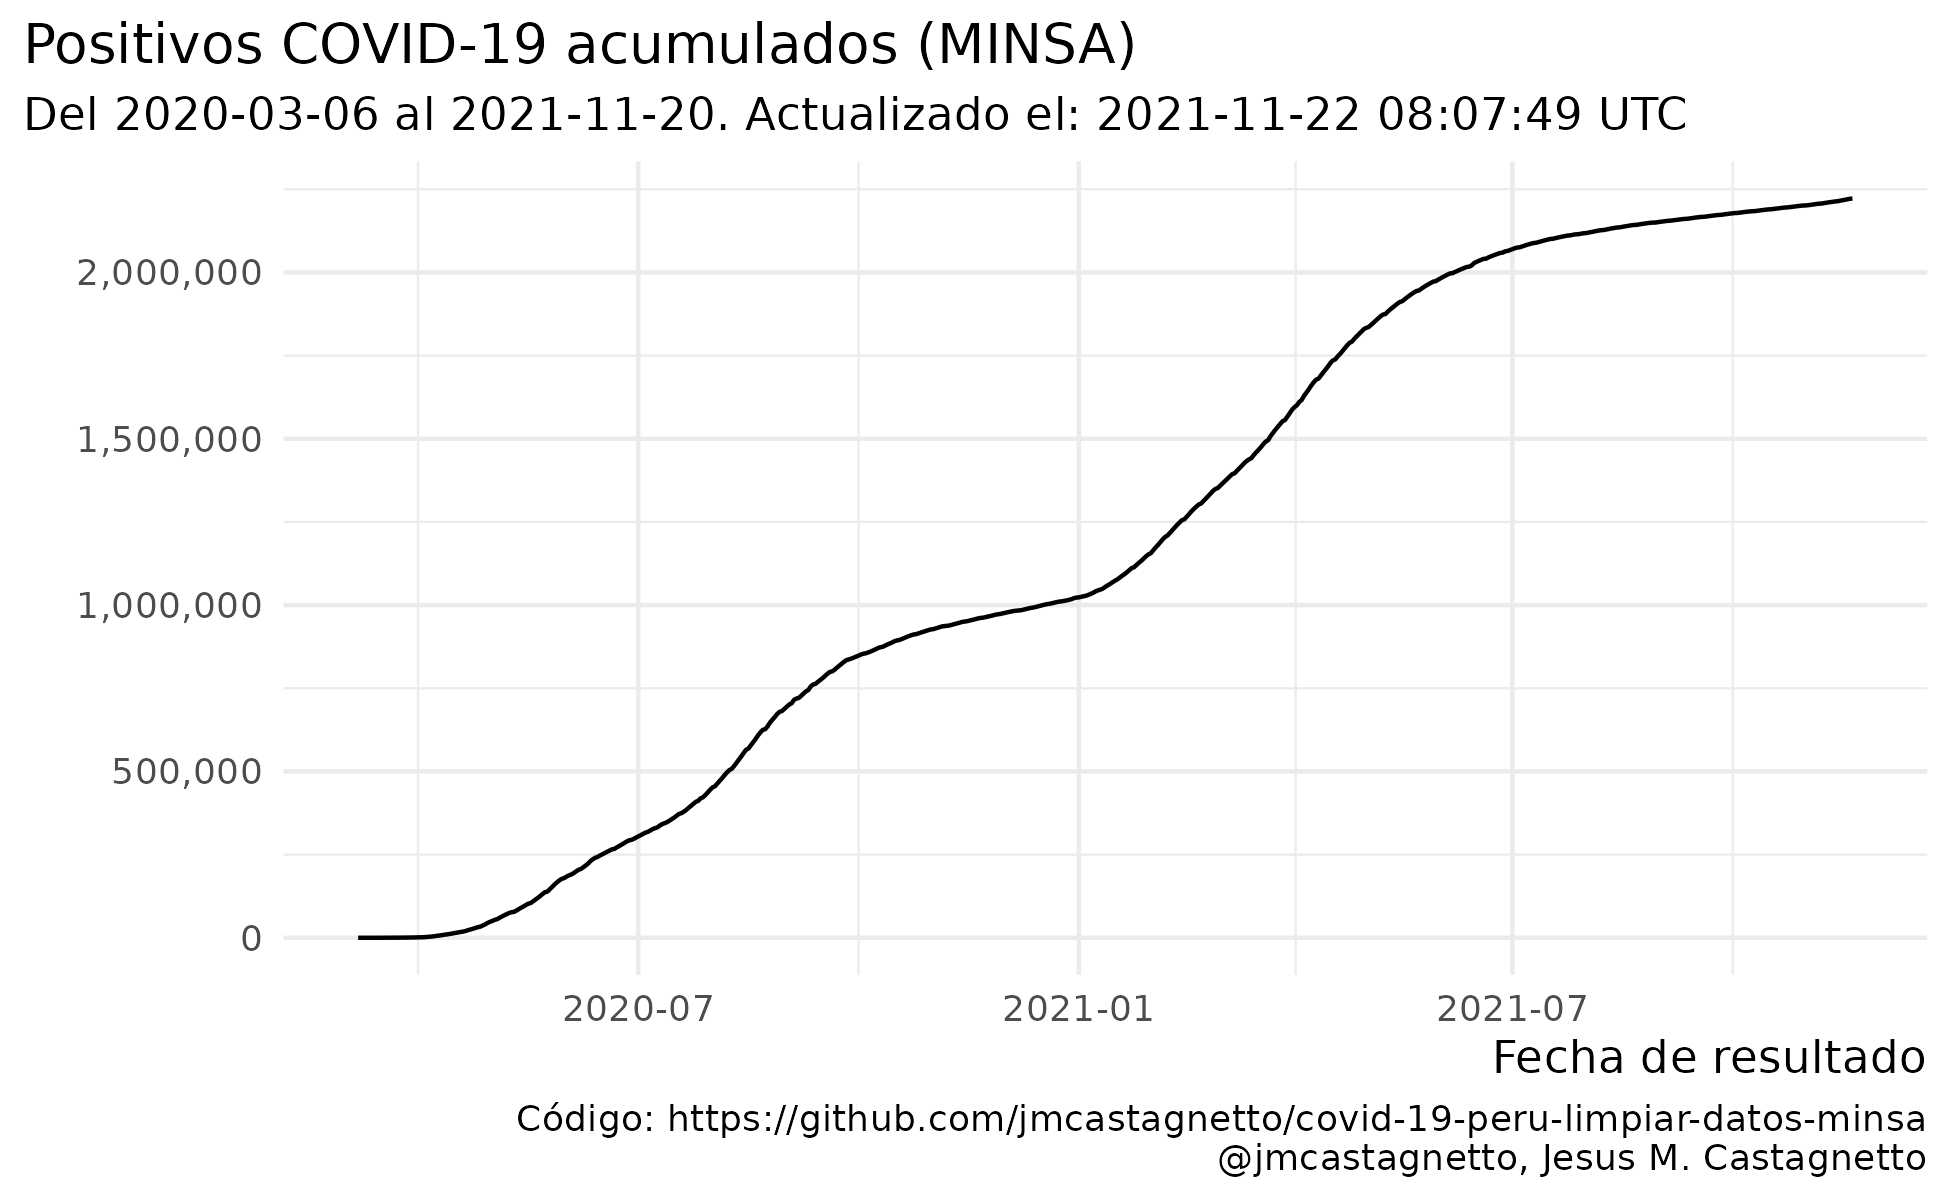 Positivos COVID-19 acumulados (MINSA)
Del 2020-03-06 al 2021-11-20. Actualizado el: 2021-11-22 08:07:49 UTC
2,000,000
1,500,000
1,000,000
500,000
0
2020-07 2021-01 2021-07
Fecha de resultado
Código: https://github.com/jmcastagnetto/covid-19-peru-limpiar-datos-minsa
@jmcastagnetto, Jesus M. Castagnetto